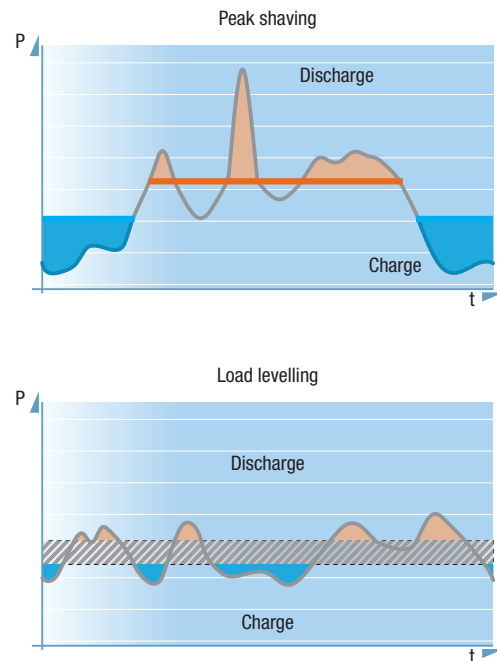 Peak shaving
P
Discharge
Charge
t
Load levelling
P
Discharge
Charge
t